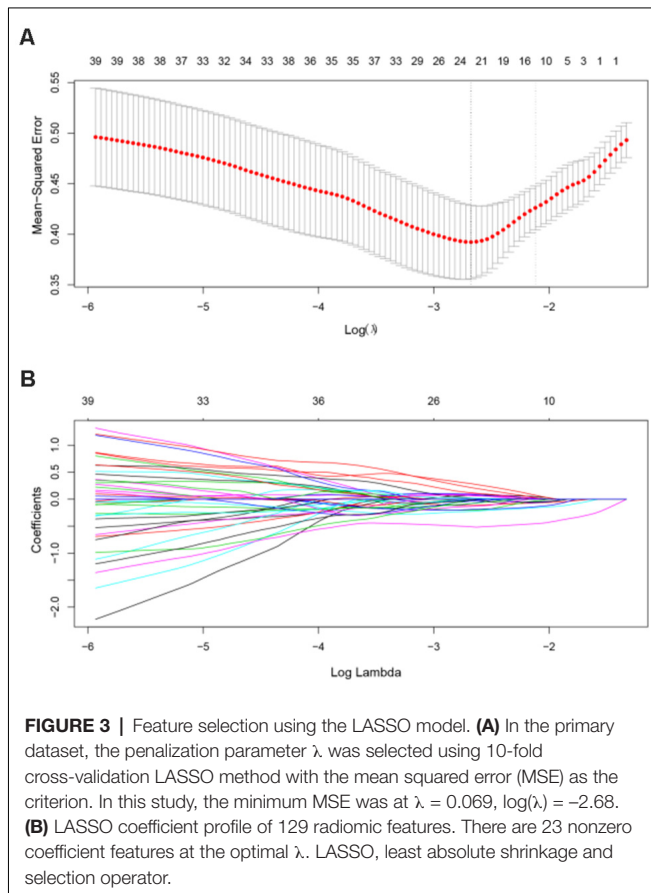 A
39 39 38 38 37 33 32 34 33 38 36 35 35 37 33 29 26 24 21 19 16 10 5 3 1 1
0.55
0.50
0.45
0.40
0.35
Mean-Squared Error
-6 -5 -4 -3 -2
Log(λ)
B
39 33 36 26 10
1.0
0.5
0.0
-1.0
-2.0
Coefficients
-6 -5 -4 -3 -2
Log Lambda
FIGURE 3 | Feature selection using the LASSO model. (A) In the primary
dataset, the penalization parameter λ was selected using 10-fold
cross-validation LASSO method with the mean squared error (MSE) as the
criterion. In this study, the minimum MSE was at λ = 0.069, log(λ) = –2.68.
(B) LASSO coefficient profile of 129 radiomic features. There are 23 nonzero
coefficient features at the optimal λ. LASSO, least absolute shrinkage and
selection operator.